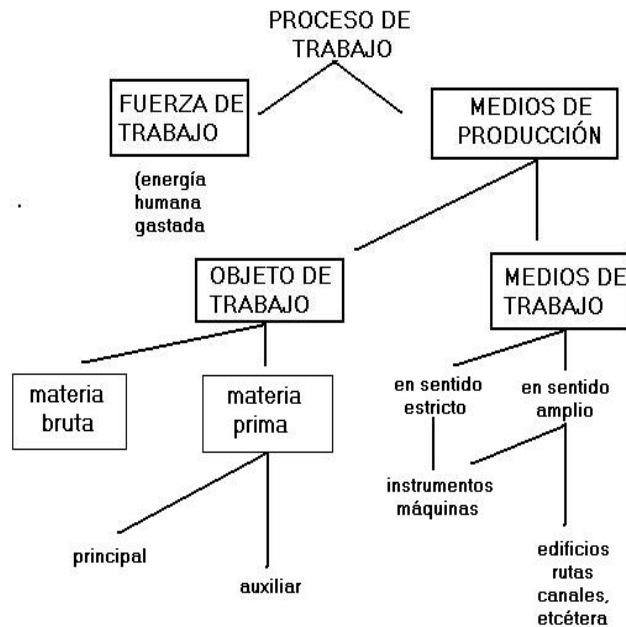 PROCESO DE
TRABAJO
FUERZA DE
TRABAJO
MEDIOS DE
PRODUCCIÓN
(energía
humana
gastada
OBJETO DE
TRABAJO
MEDIOS DE
TRABAJO
materia
bruta
materia
prima
en sentido
estricto
en sentido
amplio
instrumentos
máquinas
principal
auxiliar
edificios
rutas
canales,
etcétera